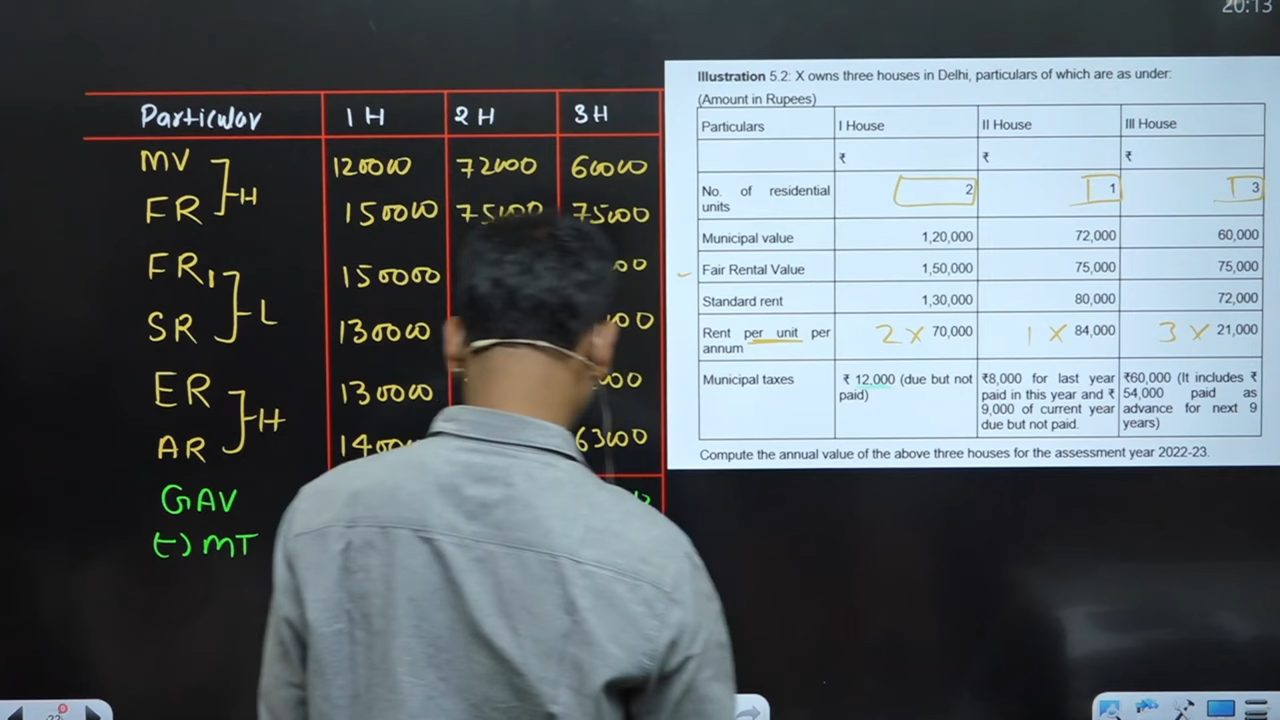 20:13
Particular 1H 2H 3H
MV 120000 72000 60000
H
FR 150000 75000 75000
FR1 150000 00
L
SR 130000 00
ER 130000 00
H
AR 1400 63000
GAV
(-) MT
Illustration 5.2: X owns three houses in Delhi, particulars of which are as under:
(Amount in Rupees)
Particulars I House II House III House
₹ ₹ ₹
No. of residential units 2 1 3
Municipal value 1,20,000 72,000 60,000
Fair Rental Value 1,50,000 75,000 75,000
Standard rent 1,30,000 80,000 72,000
Rent per unit per annum 2 X 70,000 1 X 84,000 3 X 21,000
Municipal taxes ₹ 12,000 (due but not paid) ₹8,000 for last year paid in this year and ₹ 9,000 of current year due but not paid. ₹60,000 (It includes ₹ 54,000 paid as advance for next 9 years)
Compute the annual value of the above three houses for the assessment year 2022-23.